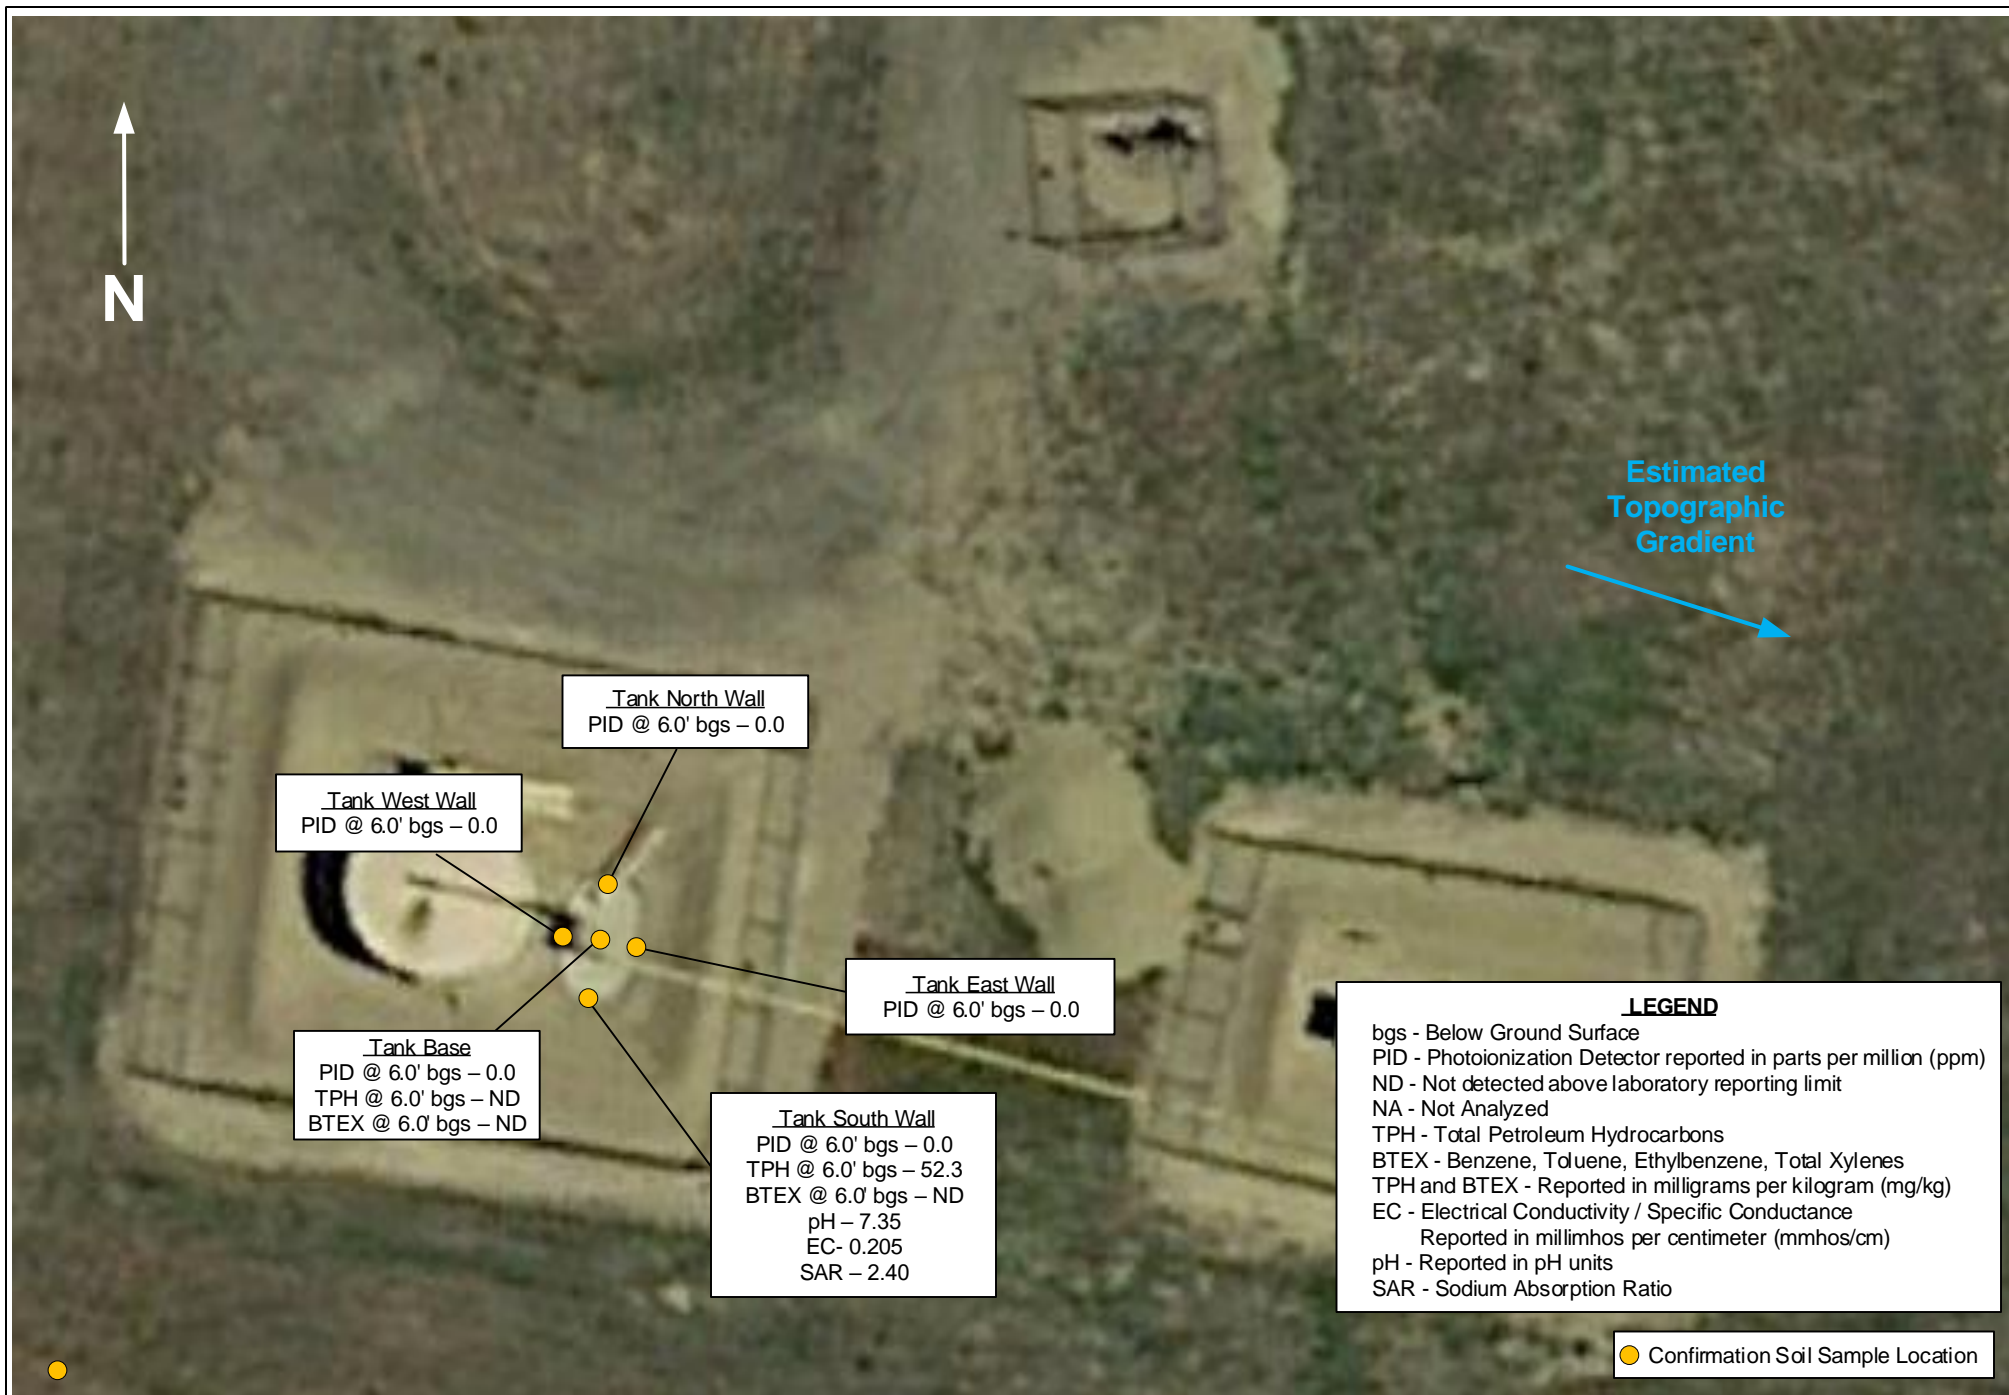 N
Estimated
Topographic
Gradient
Tank North Wall
PID @ 6.0' bgs – 0.0
Tank West Wall
PID @ 6.0' bgs – 0.0
Tank East Wall
PID @ 6.0' bgs – 0.0
Tank Base
PID @ 6.0' bgs – 0.0
TPH @ 6.0' bgs – ND
BTEX @ 6.0' bgs – ND
Tank South Wall
PID @ 6.0' bgs – 0.0
TPH @ 6.0' bgs – 52.3
BTEX @ 6.0' bgs – ND
pH – 7.35
EC- 0.205
SAR – 2.40
LEGEND
bgs - Below Ground Surface
PID - Photoionization Detector reported in parts per million (ppm)
ND - Not detected above laboratory reporting limit
NA - Not Analyzed
TPH - Total Petroleum Hydrocarbons
BTEX - Benzene, Toluene, Ethylbenzene, Total Xylenes
TPH and BTEX - Reported in milligrams per kilogram (mg/kg)
EC - Electrical Conductivity / Specific Conductance
Reported in millimhos per centimeter (mmhos/cm)
pH - Reported in pH units
SAR - Sodium Absorption Ratio
Confirmation Soil Sample Location